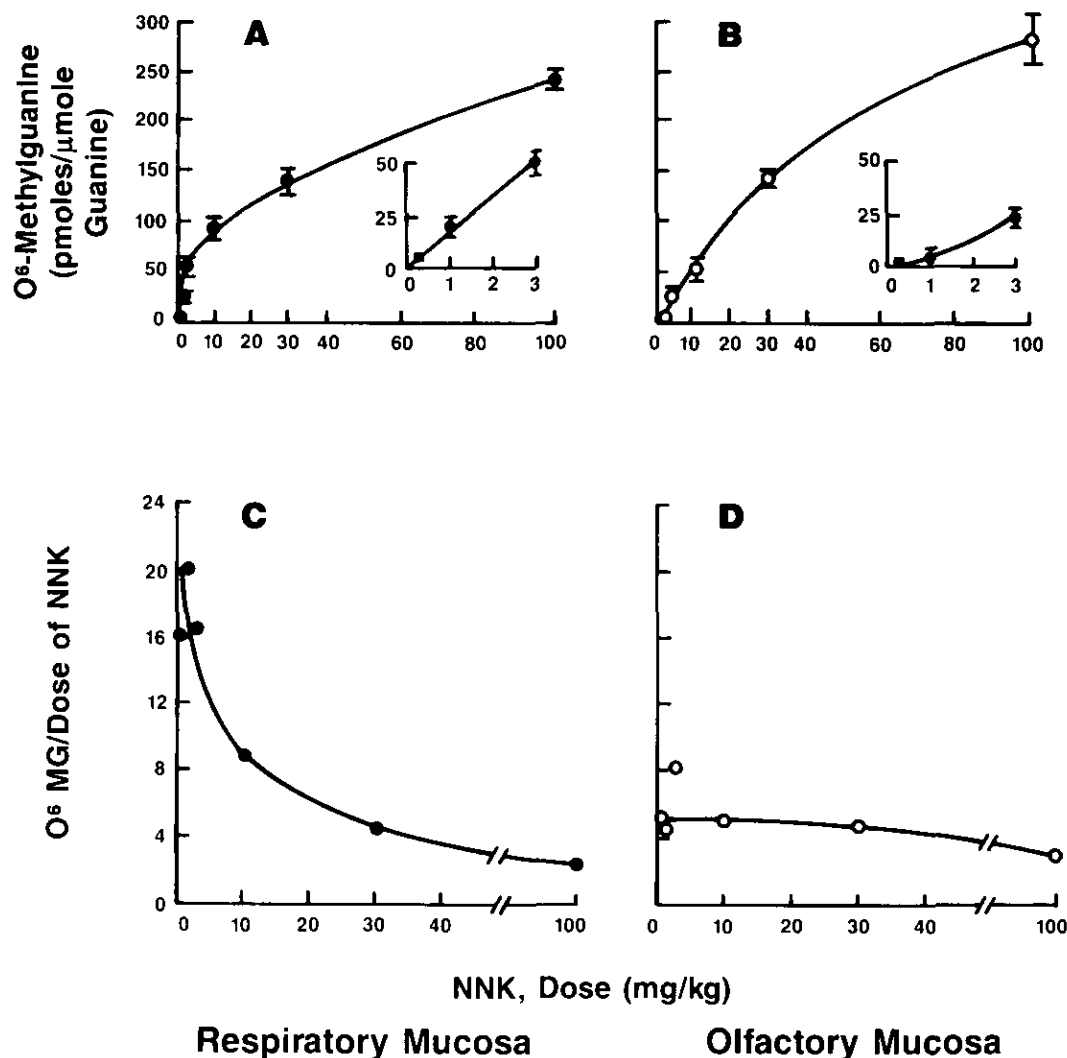 A
B
O⁶-Methylguanine
(pmoles/μmole
Guanine)
300
250
200
150
100
50
0
0 10 20 30 40 60 80 100
50
25
0
0 1 2 3
0 10 20 30 40 60 80 100
50
25
0
0 1 2 3
C
D
O⁶ MG/Dose of NNK
24
20
16
12
8
4
0
0 10 20 30 40 100
0 10 20 30 40 100
NNK, Dose (mg/kg)
Respiratory Mucosa Olfactory Mucosa